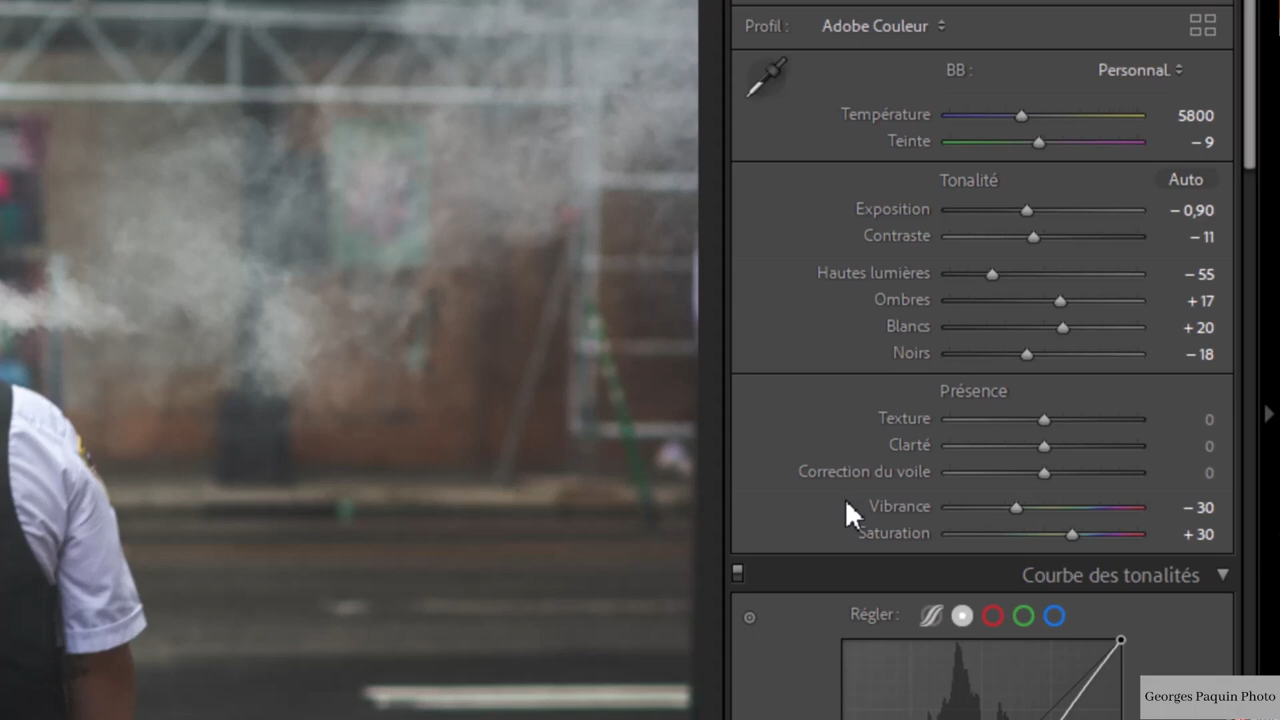 Profil : Adobe Couleur
BB : Personnal.
Température 5800
Teinte – 9
Tonalité Auto
Exposition – 0,90
Contraste – 11
Hautes lumières – 55
Ombres + 17
Blancs + 20
Noirs – 18
Présence
Texture 0
Clarté 0
Correction du voile 0
Vibrance – 30
Saturation + 30
Courbe des tonalités
Régler :
Georges Paquin Photo